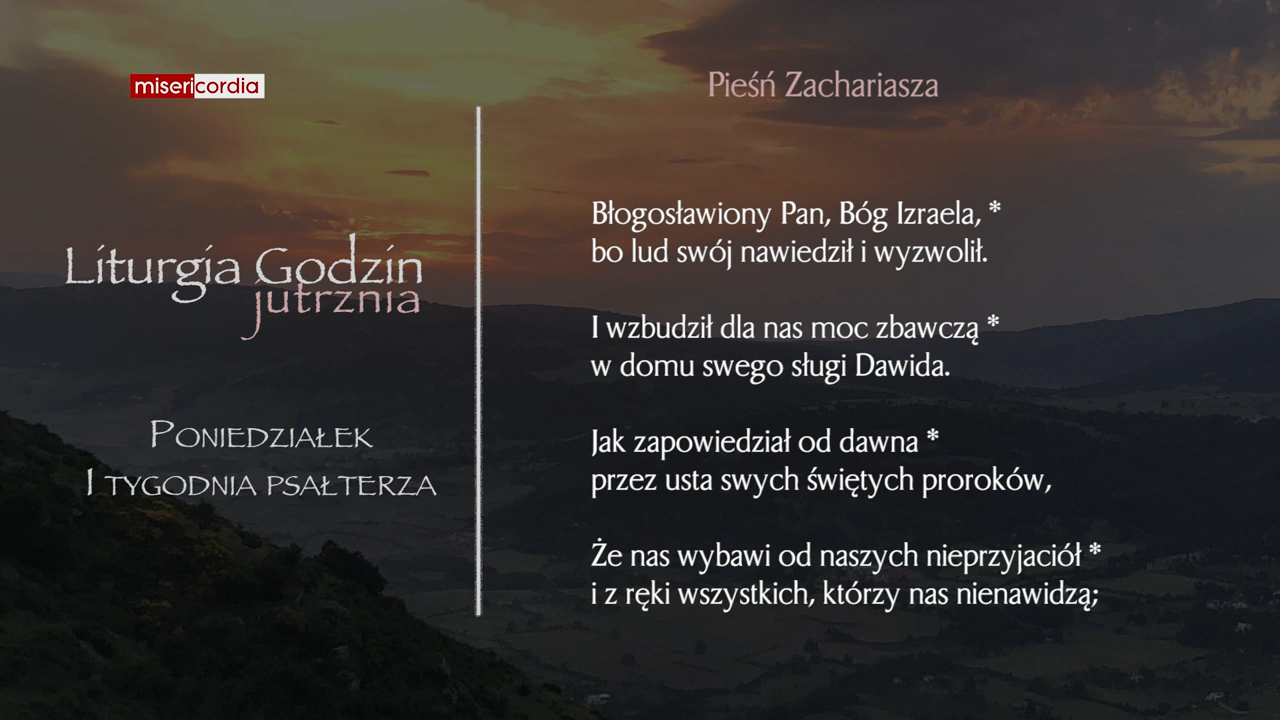 misericordia
Liturgia Godzin
jutrznia
Poniedziałek
I tygodnia psałterza
Pieśń Zachariasza
Błogosławiony Pan, Bóg Izraela, *
bo lud swój nawiedził i wyzwolił.
I wzbudził dla nas moc zbawczą *
w domu swego sługi Dawida.
Jak zapowiedział od dawna *
przez usta swych świętych proroków,
Że nas wybawi od naszych nieprzyjaciół *
i z ręki wszystkich, którzy nas nienawidzą;